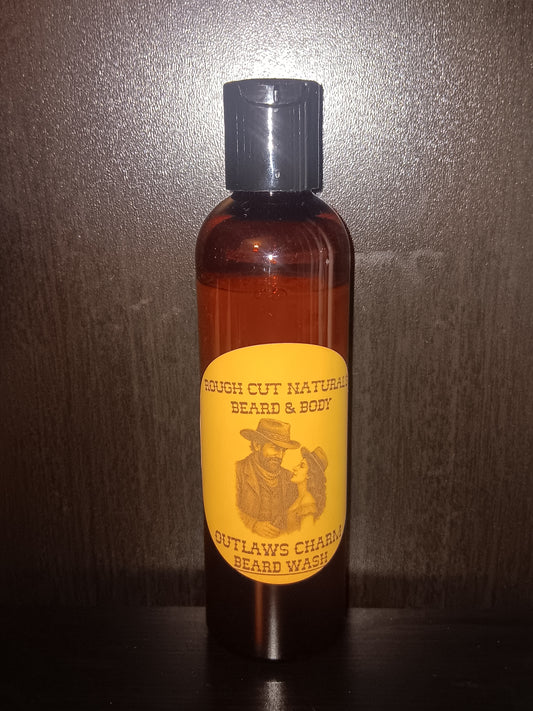 ROUGH CUT NATURALS
BEARD & BODY
OUTLAWS CHARM
BEARD WASH